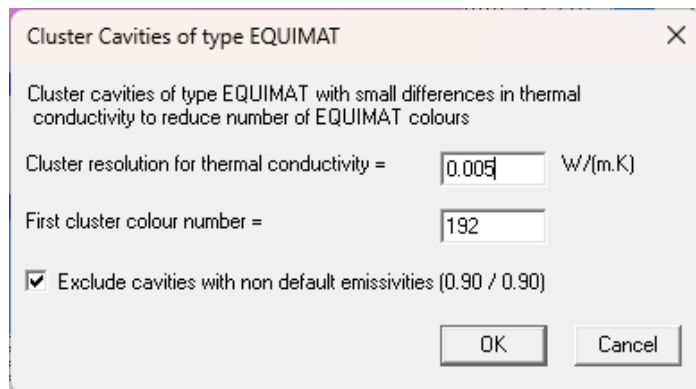 Cluster Cavities of type EQUIMAT
Cluster cavities of type EQUIMAT with small differences in thermal
conductivity to reduce number of EQUIMAT colours
Cluster resolution for thermal conductivity = 0.005 W/(m.K)
First cluster colour number = 192
Exclude cavities with non default emissivities (0.90 / 0.90)
OK Cancel